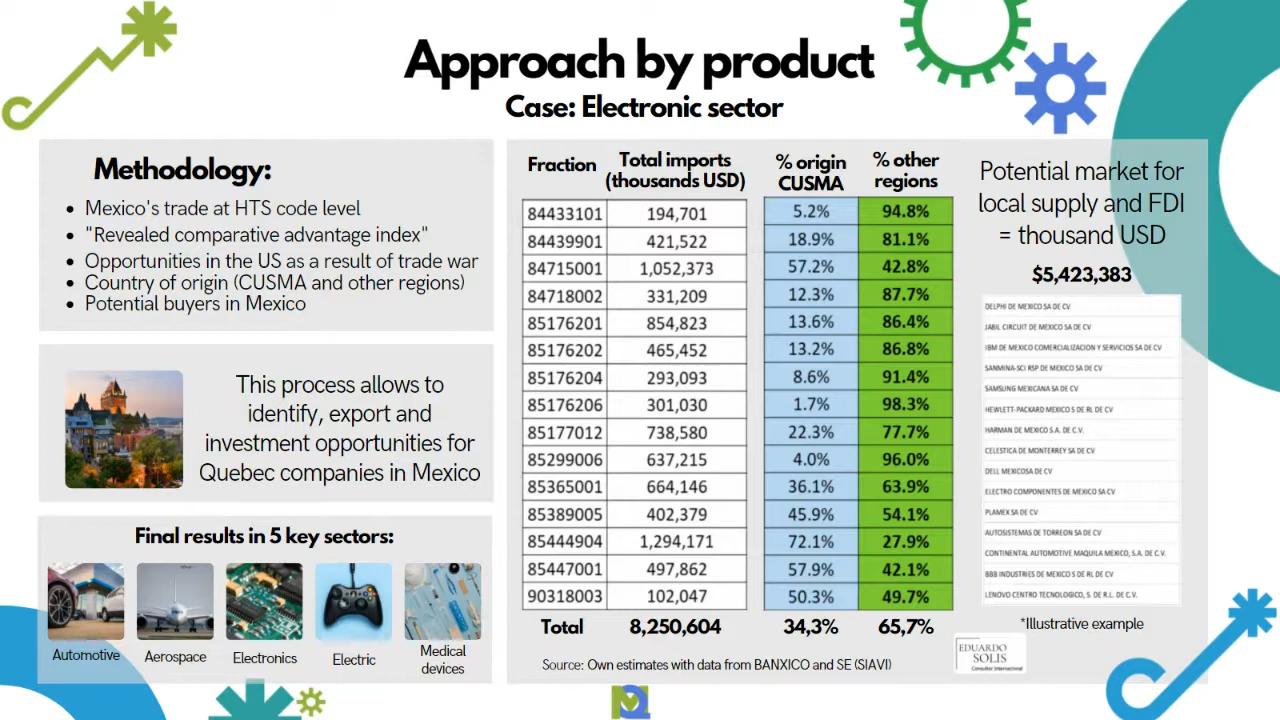 Approach by product
Case: Electronic sector
Methodology:
• Mexico's trade at HTS code level
• "Revealed comparative advantage index"
• Opportunities in the US as a result of trade war
• Country of origin (CUSMA and other regions)
• Potential buyers in Mexico
This process allows to
identify, export and
investment opportunities for
Quebec companies in Mexico
Final results in 5 key sectors:
Automotive
Aerospace
Electronics
Electric
Medical
devices
Fraction Total imports (thousands USD) % origin CUSMA % other regions
84433101 194,701 5.2% 94.8%
84439901 421,522 18.9% 81.1%
84715001 1,052,373 57.2% 42.8%
84718002 331,209 12.3% 87.7%
85176201 854,823 13.6% 86.4%
85176202 465,452 13.2% 86.8%
85176204 293,093 8.6% 91.4%
85176206 301,030 1.7% 98.3%
85177012 738,580 22.3% 77.7%
85299006 637,215 4.0% 96.0%
85365001 664,146 36.1% 63.9%
85389005 402,379 45.9% 54.1%
85444904 1,294,171 72.1% 27.9%
85447001 497,862 57.9% 42.1%
90318003 102,047 50.3% 49.7%
Total 8,250,604 34,3% 65,7%
Source: Own estimates with data from BANXICO and SE (SIAVI)
Potential market for
local supply and FDI
= thousand USD
$5,423,383
DELPHI DE MEXICO SA DE CV
JABIL CIRCUIT DE MEXICO SA DE CV
IBM DE MEXICO COMERCIALIZACION Y SERVICIOS SA DE CV
SANMINA-SCI RSP DE MEXICO SA DE CV
SAMSUNG MEXICANA SA DE CV
HEWLETT-PACKARD MEXICO S DE RL DE CV
HARMAN DE MEXICO S.A. DE C.V.
CELESTICA DE MONTERREY SA DE CV
DELL MEXICOSA DE CV
ELECTRO COMPONENTES DE MEXICO SA CV
PLAMEX SA DE CV
AUTOSISTEMAS DE TORREON SA DE CV
CONTINENTAL AUTOMOTIVE MAQUILA MEXICO, S.A. DE C.V.
BBB INDUSTRIES DE MEXICO S DE RL DE CV
LENOVO CENTRO TECNOLOGICO, S. DE R.L. DE C.V.
*Illustrative example
EDUARDO
SOLIS
Consultor Internacional